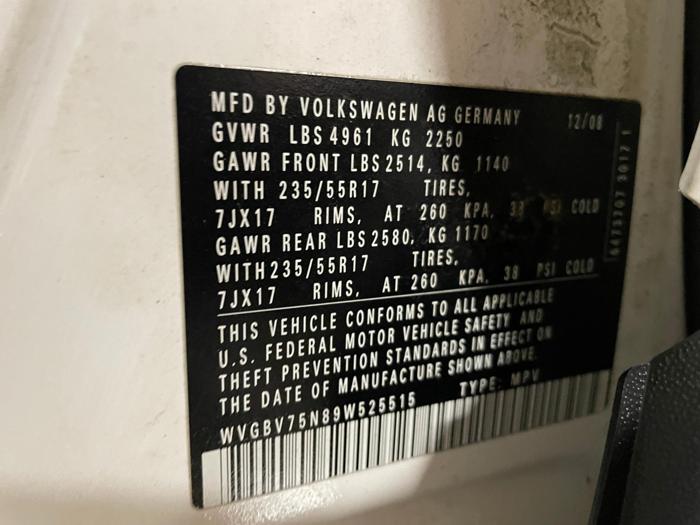 MFD BY VOLKSWAGEN AG GERMANY 12/08
GVWR LBS 4961 KG 2250
GAWR FRONT LBS 2514, KG 1140
WITH 235/55R17 TIRES,
7JX17 RIMS, AT 260 KPA, 38 PSI COLD
GAWR REAR LBS 2580, KG 1170
WITH 235/55R17 TIRES,
7JX17 RIMS, AT 260 KPA, 38 PSI COLD
THIS VEHICLE CONFORMS TO ALL APPLICABLE
U.S. FEDERAL MOTOR VEHICLE SAFETY AND
THEFT PREVENTION STANDARDS IN EFFECT ON
THE DATE OF MANUFACTURE SHOWN ABOVE.
WVGBV75N89W525515 TYPE: MPV